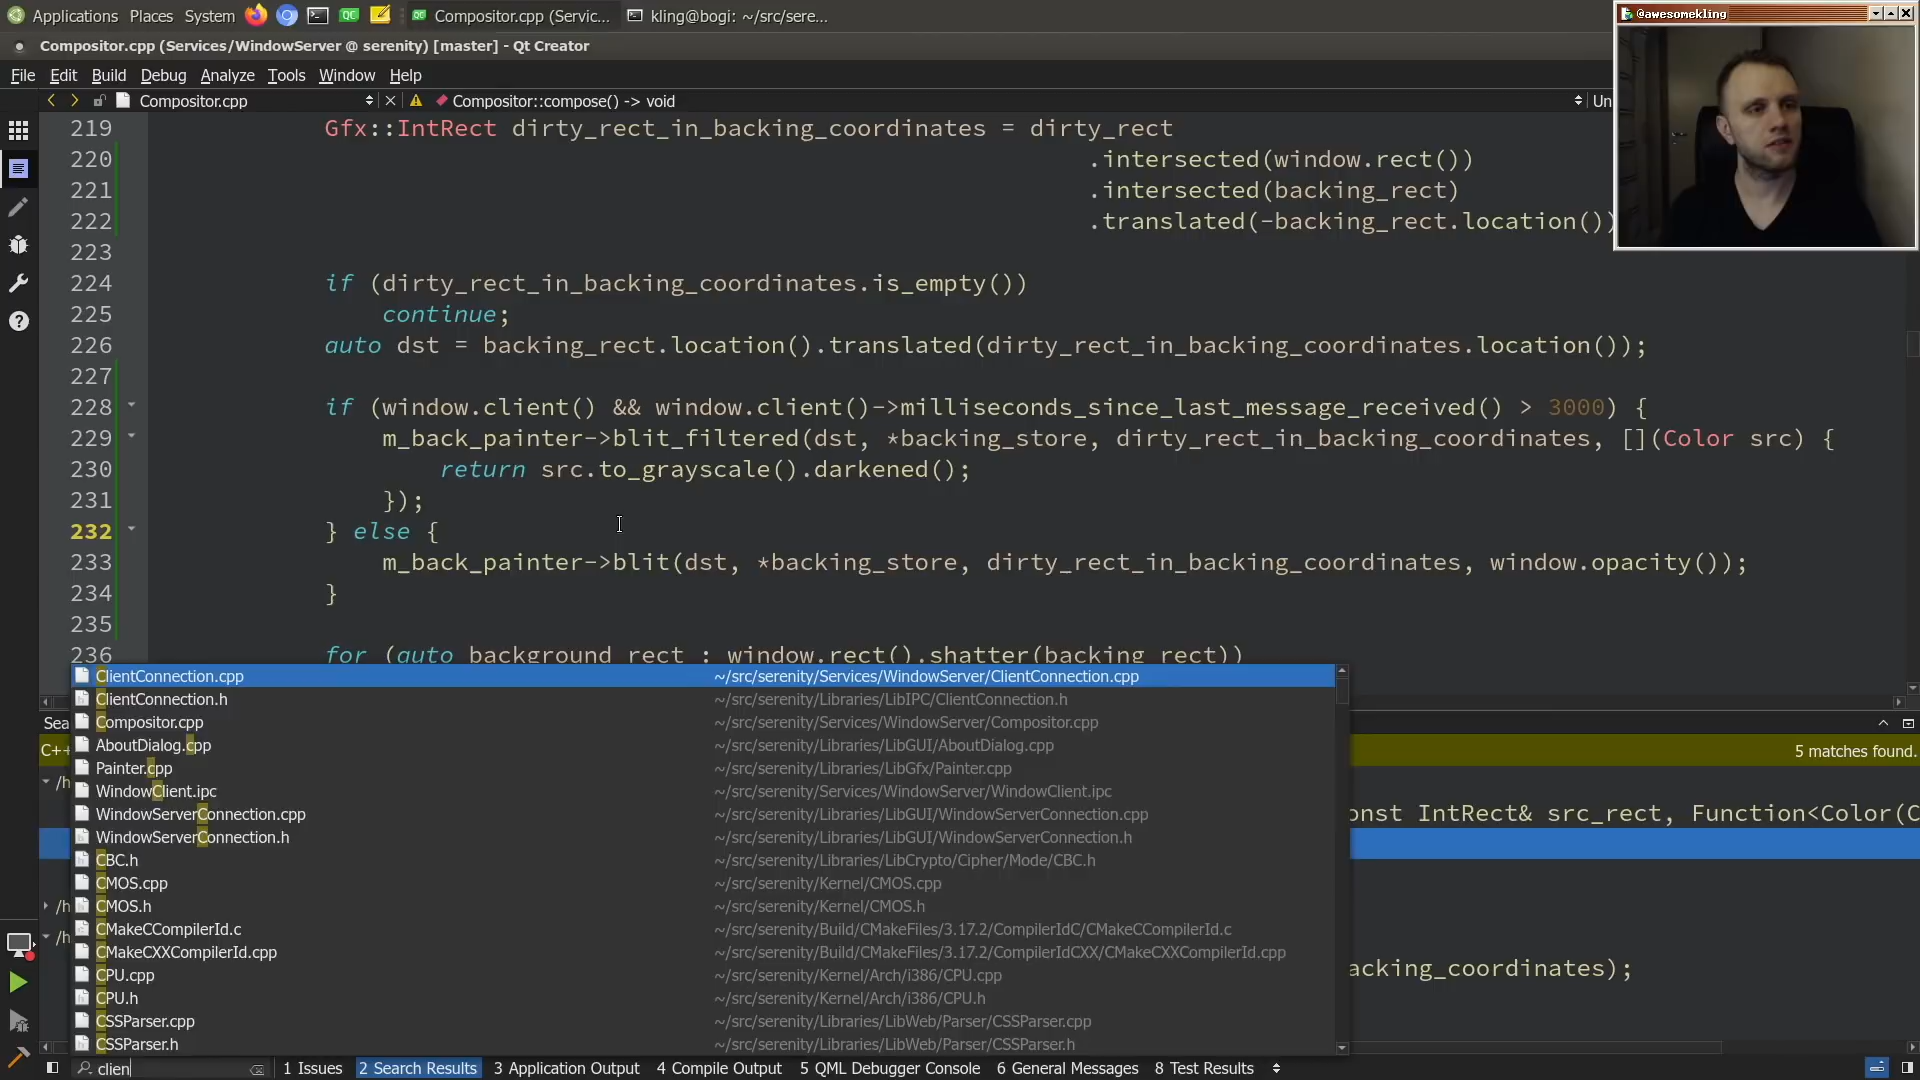 Applications Places System Compositor.cpp (Servic... kling@bogi: ~/src/sere...
@awesomekling
Compositor.cpp (Services/WindowServer @ serenity) [master] - Qt Creator
File Edit Build Debug Analyze Tools Window Help
Compositor.cpp Compositor::compose() -> void Un
219 Gfx::IntRect dirty_rect_in_backing_coordinates = dirty_rect
220 .intersected(window.rect())
221 .intersected(backing_rect)
222 .translated(-backing_rect.location())
223
224 if (dirty_rect_in_backing_coordinates.is_empty())
225 continue;
226 auto dst = backing_rect.location().translated(dirty_rect_in_backing_coordinates.location());
227
228 if (window.client() && window.client()->milliseconds_since_last_message_received() > 3000) {
229 m_back_painter->blit_filtered(dst, *backing_store, dirty_rect_in_backing_coordinates, [](Color src) {
230 return src.to_grayscale().darkened();
231 });
232 } else {
233 m_back_painter->blit(dst, *backing_store, dirty_rect_in_backing_coordinates, window.opacity());
234 }
235
236 for (auto background_rect : window.rect().shatter(backing_rect))
ClientConnection.cpp ~/src/serenity/Services/WindowServer/ClientConnection.cpp
ClientConnection.h ~/src/serenity/Libraries/LibIPC/ClientConnection.h
Sea Compositor.cpp ~/src/serenity/Services/WindowServer/Compositor.cpp
C++ AboutDialog.cpp ~/src/serenity/Libraries/LibGUI/AboutDialog.cpp 5 matches found.
Painter.cpp ~/src/serenity/Libraries/LibGfx/Painter.cpp
/h WindowClient.ipc ~/src/serenity/Services/WindowServer/WindowClient.ipc
WindowServerConnection.cpp ~/src/serenity/Libraries/LibGUI/WindowServerConnection.cpp onst IntRect& src_rect, Function<Color(C
WindowServerConnection.h ~/src/serenity/Libraries/LibGUI/WindowServerConnection.h
CBC.h ~/src/serenity/Libraries/LibCrypto/Cipher/Mode/CBC.h
CMOS.cpp ~/src/serenity/Kernel/CMOS.cpp
/h CMOS.h ~/src/serenity/Kernel/CMOS.h
/h CMakeCCompilerId.c ~/src/serenity/Build/CMakeFiles/3.17.2/CompilerIdC/CMakeCCompilerId.c
CMakeCXXCompilerId.cpp ~/src/serenity/Build/CMakeFiles/3.17.2/CompilerIdCXX/CMakeCXXCompilerId.cpp
CPU.cpp ~/src/serenity/Kernel/Arch/i386/CPU.cpp acking_coordinates);
CPU.h ~/src/serenity/Kernel/Arch/i386/CPU.h
CSSParser.cpp ~/src/serenity/Libraries/LibWeb/Parser/CSSParser.cpp
CSSParser.h ~/src/serenity/Libraries/LibWeb/Parser/CSSParser.h
clien 1 Issues 2 Search Results 3 Application Output 4 Compile Output 5 QML Debugger Console 6 General Messages 8 Test Results